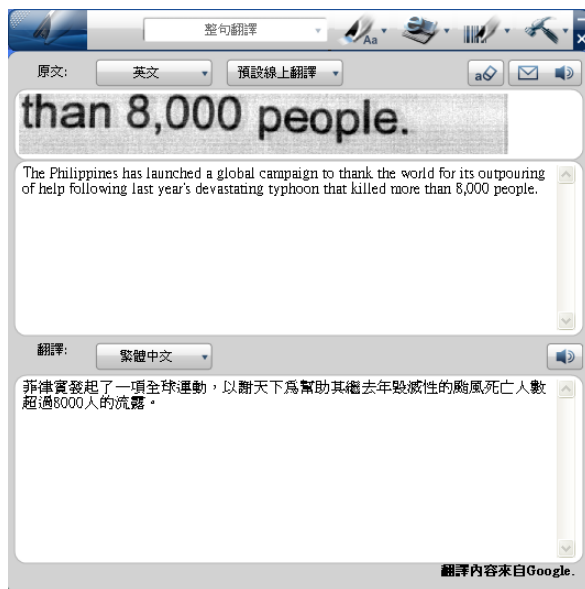 整句翻譯
Aa
原文:
英文
預設線上翻譯
a
than 8,000 people.
The Philippines has launched a global campaign to thank the world for its outpouring
of help following last year's devastating typhoon that killed more than 8,000 people.
翻譯:
繁體中文
菲律賓發起了一項全球運動，以謝天下為幫助其繼去年毀滅性的颱風死亡人數
超過8000人的流露。
翻譯內容來自Google.